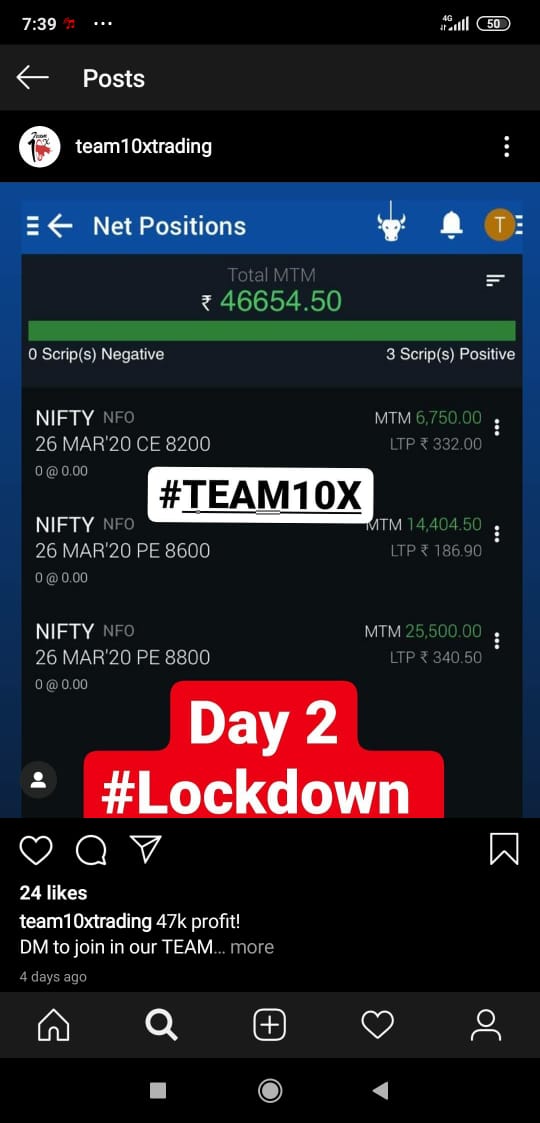 7:39
4G
50
Posts
Team
10X
team10xtrading
Net Positions
T
Total MTM
₹ 46654.50
0 Scrip(s) Negative 3 Scrip(s) Positive
NIFTY NFO MTM 6,750.00
26 MAR'20 CE 8200 LTP ₹ 332.00
0 @ 0.00
#TEAM10X
NIFTY NFO MTM 14,404.50
26 MAR'20 PE 8600 LTP ₹ 186.90
0 @ 0.00
NIFTY NFO MTM 25,500.00
26 MAR'20 PE 8800 LTP ₹ 340.50
0 @ 0.00
Day 2
#Lockdown
24 likes
team10xtrading 47k profit!
DM to join in our TEAM... more
4 days ago